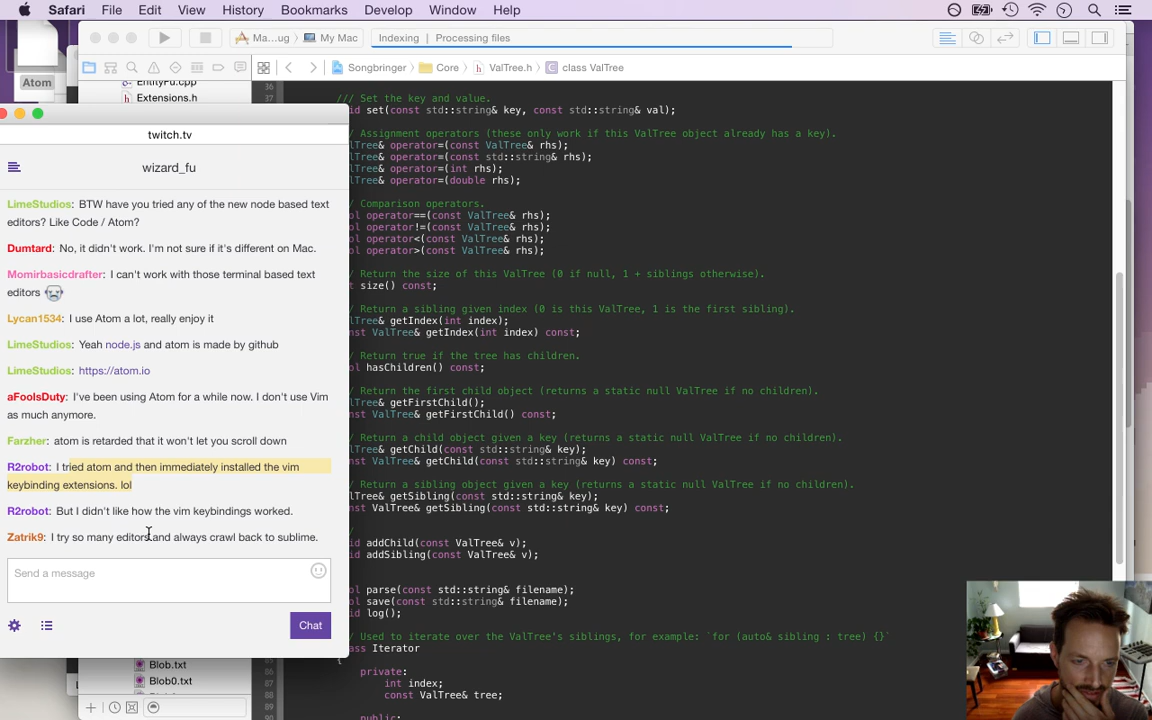 Safari File Edit View History Bookmarks Develop Window Help
Ma...ug My Mac Indexing | Processing files
Songbringer Core ValTree.h C class ValTree
Atom
EntityFu.cpp
Extensions.h
twitch.tv
wizard_fu
LimeStudios: BTW have you tried any of the new node based text
editors? Like Code / Atom?
Dumtard: No, it didn't work. I'm not sure if it's different on Mac.
Momirbasicdrafter: I can't work with those terminal based text
editors
Lycan1534: I use Atom a lot, really enjoy it
LimeStudios: Yeah node.js and atom is made by github
LimeStudios: https://atom.io
aFoolsDuty: I've been using Atom for a while now. I don't use Vim
as much anymore.
Farzher: atom is retarded that it won't let you scroll down
R2robot: I tried atom and then immediately installed the vim
keybinding extensions. lol
R2robot: But I didn't like how the vim keybindings worked.
Zatrik9: I try so many editors and always crawl back to sublime.
Send a message
Chat
Blob.txt
Blob0.txt
36
37
/// Set the key and value.
id set(const std::string& key, const std::string& val);
/ Assignment operators (these only work if this ValTree object already has a key).
lTree& operator=(const ValTree& rhs);
lTree& operator=(const std::string& rhs);
lTree& operator=(int rhs);
lTree& operator=(double rhs);
/ Comparison operators.
ol operator==(const ValTree& rhs);
ol operator!=(const ValTree& rhs);
ol operator<(const ValTree& rhs);
ol operator>(const ValTree& rhs);
/ Return the size of this ValTree (0 if null, 1 + siblings otherwise).
t size() const;
/ Return a sibling given index (0 is this ValTree, 1 is the first sibling).
lTree& getIndex(int index);
nst ValTree& getIndex(int index) const;
/ Return true if the tree has children.
ol hasChildren() const;
/ Return the first child object (returns a static null ValTree if no children).
lTree& getFirstChild();
nst ValTree& getFirstChild() const;
/ Return a child object given a key (returns a static null ValTree if no children).
lTree& getChild(const std::string& key);
nst ValTree& getChild(const std::string& key) const;
/ Return a sibling object given a key (returns a static null ValTree if no children).
lTree& getSibling(const std::string& key);
nst ValTree& getSibling(const std::string& key) const;
/
id addChild(const ValTree& v);
id addSibling(const ValTree& v);
ol parse(const std::string& filename);
ol save(const std::string& filename);
id log();
/ Used to iterate over the ValTree's siblings, for example: `for (auto& sibling : tree) {}`
ass Iterator
85 {
86 private:
87 int index;
88 const ValTree& tree;
89
90 public: